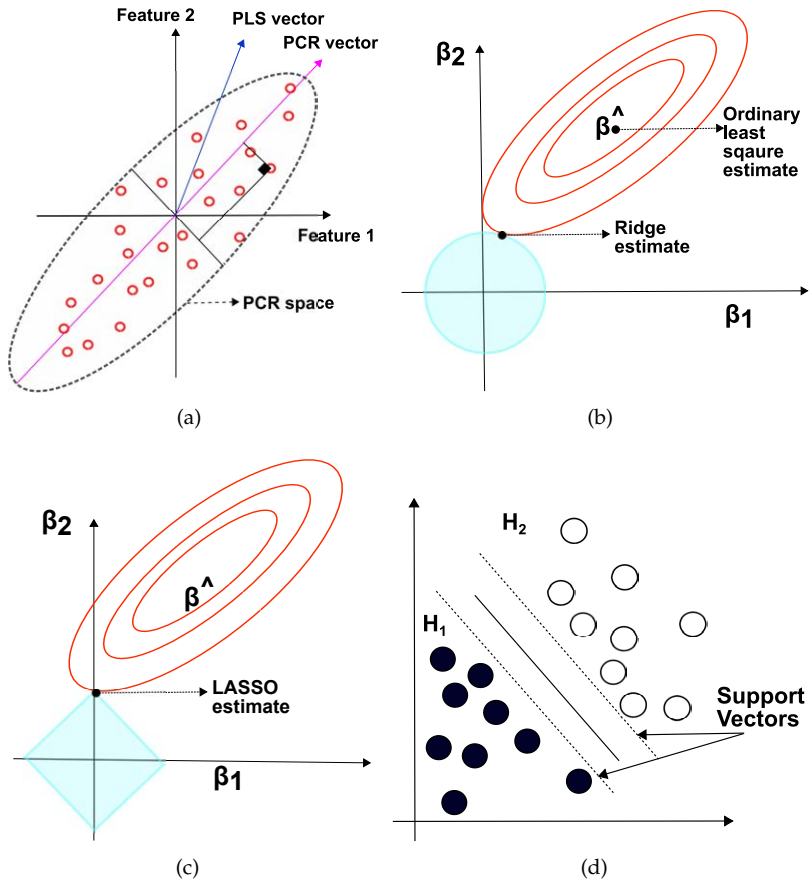 Feature 2
PLS vector
PCR vector
Feature 1
PCR space
(a)
β2
β^
Ordinary
least
sqaure
estimate
Ridge
estimate
β1
(b)
β2
β^
LASSO
estimate
β1
(c)
H2
H1
Support
Vectors
(d)